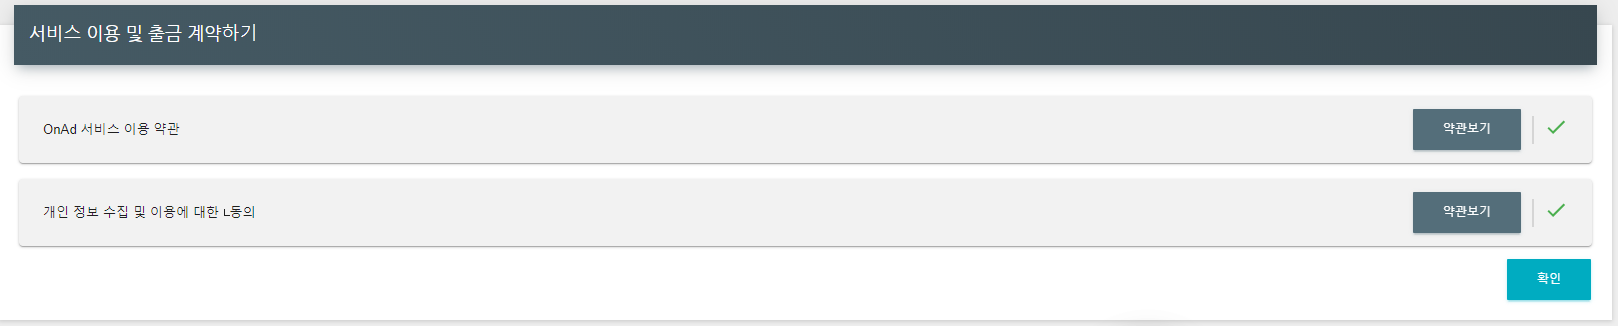 서비스 이용 및 출금 계약하기
OnAd 서비스 이용 약관
약관보기
개인 정보 수집 및 이용에 대한 ㄴ동의
약관보기
확인